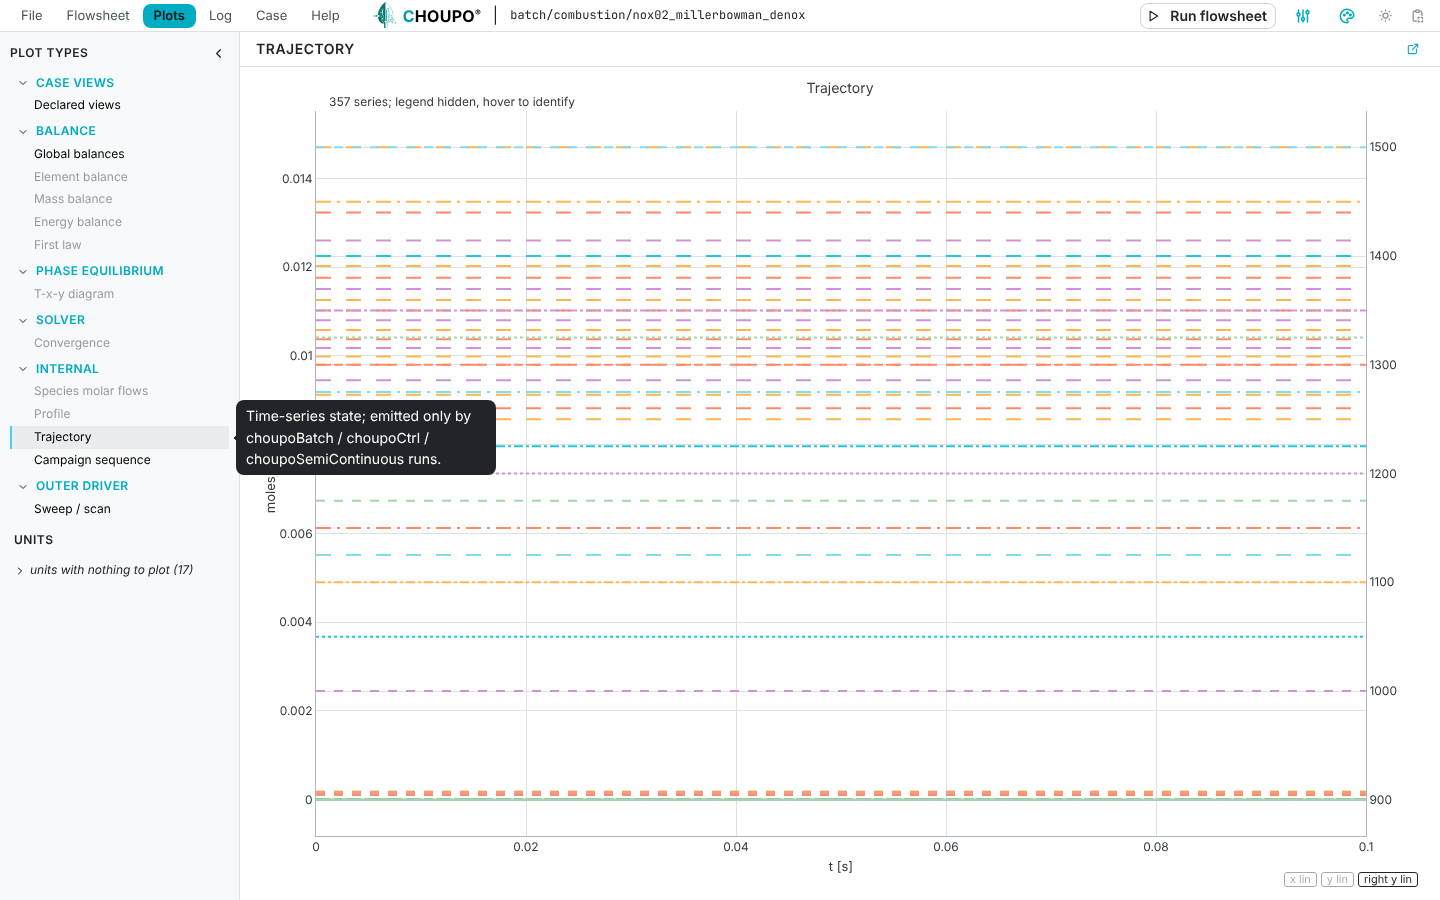 File
Flowsheet
Plots
Log
Case
Help
CHOUPO®
batch/combustion/nox02_millerbowman_denox
Run flowsheet
PLOT TYPES
CASE VIEWS
Declared views
BALANCE
Global balances
Element balance
Mass balance
Energy balance
First law
PHASE EQUILIBRIUM
T-x-y diagram
SOLVER
Convergence
INTERNAL
Species molar flows
Profile
Trajectory
Campaign sequence
OUTER DRIVER
Sweep / scan
UNITS
units with nothing to plot (17)
TRAJECTORY
Trajectory
357 series; legend hidden, hover to identify
0.014
0.012
0.01
0.006
0.004
0.002
0
moles
1500
1400
1300
1200
1100
1000
900
0
0.02
0.04
0.06
0.08
0.1
t [s]
Time-series state; emitted only by
choupoBatch / choupoCtrl /
choupoSemiContinuous runs.
x lin
y lin
right y lin